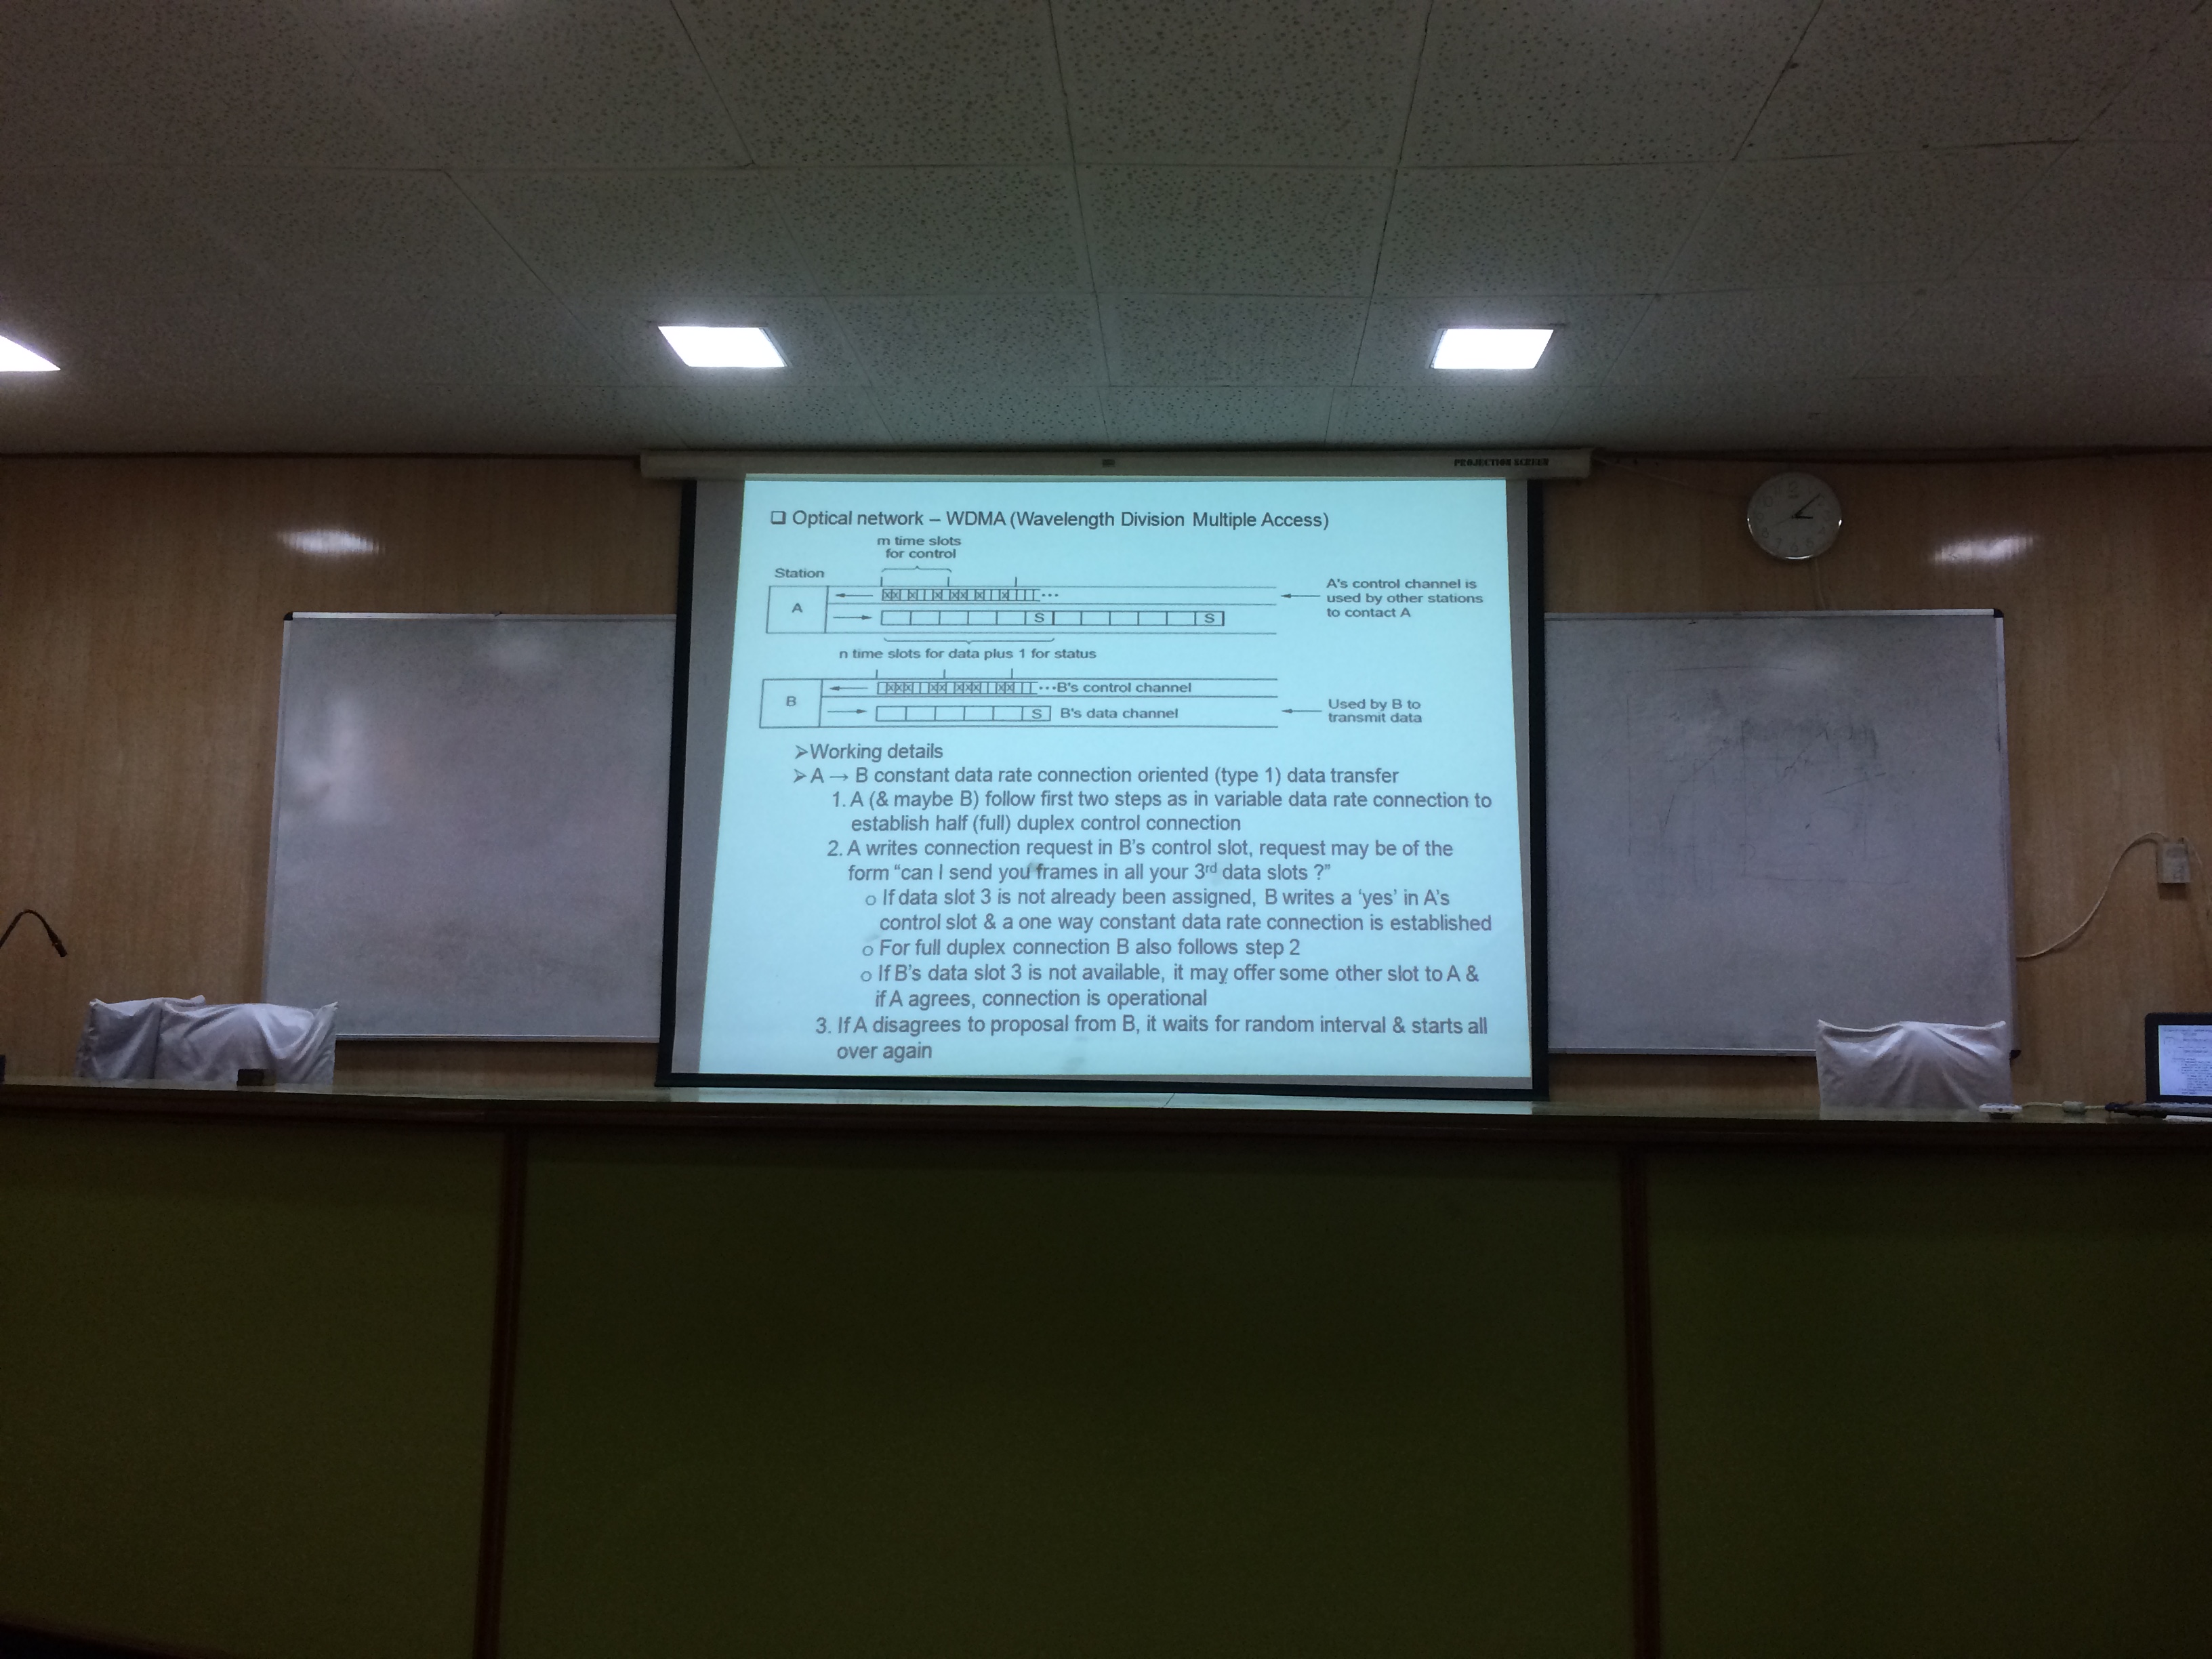 PROJECTION SCREEN
❑ Optical network – WDMA (Wavelength Division Multiple Access)
m time slots
for control
Station
A
A's control channel is
used by other stations
to contact A
S
S
n time slots for data plus 1 for status
B
...B's control channel
S
B's data channel
Used by B to
transmit data
➢Working details
➢A → B constant data rate connection oriented (type 1) data transfer
1. A (& maybe B) follow first two steps as in variable data rate connection to
establish half (full) duplex control connection
2. A writes connection request in B's control slot, request may be of the
form "can I send you frames in all your 3rd data slots ?"
o If data slot 3 is not already been assigned, B writes a 'yes' in A's
control slot & a one way constant data rate connection is established
o For full duplex connection B also follows step 2
o If B's data slot 3 is not available, it may offer some other slot to A &
if A agrees, connection is operational
3. If A disagrees to proposal from B, it waits for random interval & starts all
over again